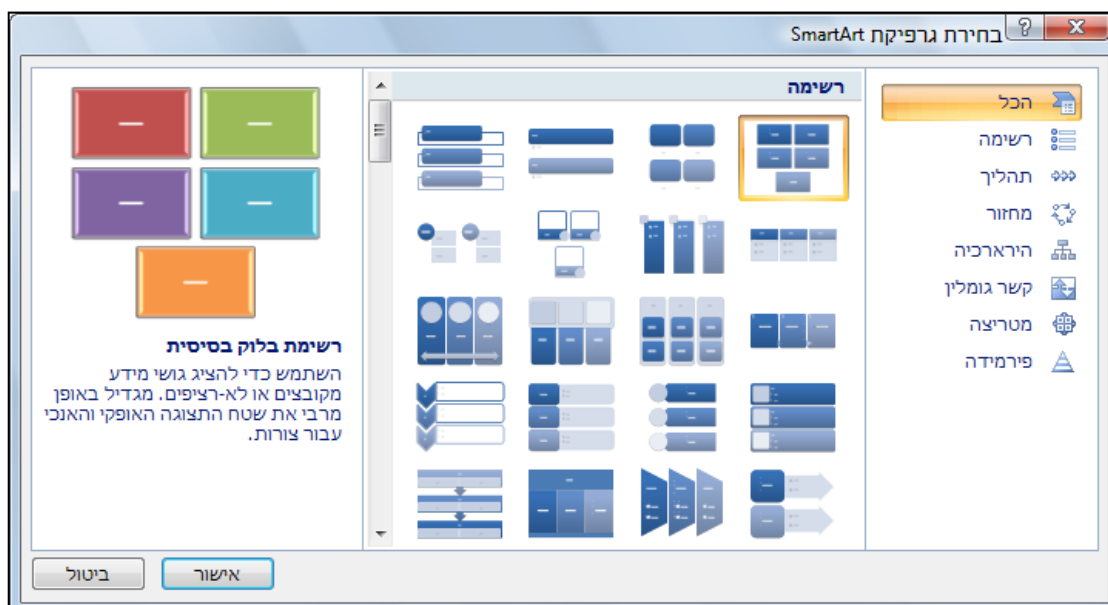 בחירת גרפיקת SmartArt
הכל
רשימה
תהליך
מחזור
היררכיה
קשר גומלין
מטריצה
פירמידה
רשימה
רשימת בלוק בסיסית
השתמש כדי להציג גושי מידע
מקובצים או לא-רציפים. מגדיל באופן
מרבי את שטח התצוגה האופקי והאנכי
עבור צורות.
אישור
ביטול